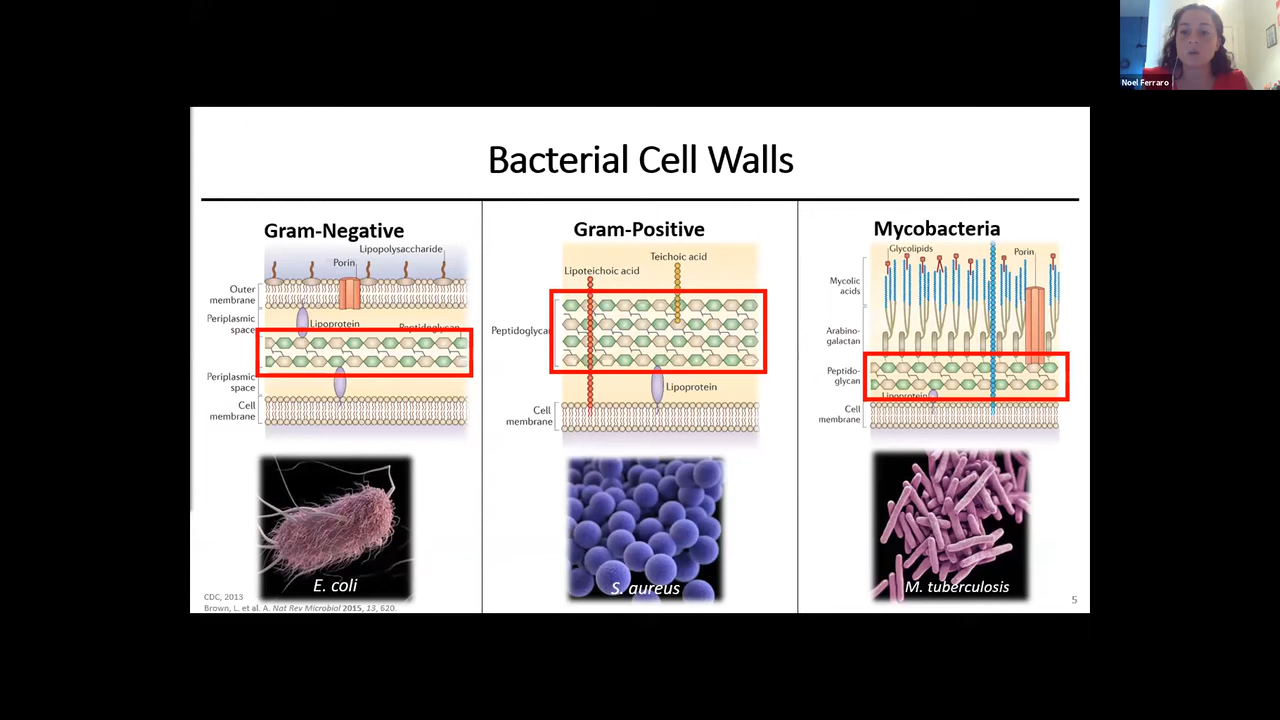 Noel Ferraro
Bacterial Cell Walls
Gram-Negative
Lipopolysaccharide
Porin
Outer
membrane
Periplasmic
space
Lipoprotein
Peptidoglycan
Periplasmic
space
Cell
membrane
E. coli
CDC, 2013
Brown, L. et al. A. Nat Rev Microbiol 2015, 13, 620.
Gram-Positive
Teichoic acid
Lipoteichoic acid
Peptidoglycan
Lipoprotein
Cell
membrane
S. aureus
Mycobacteria
Glycolipids
Porin
Mycolic
acids
Arabino-
galactan
Peptido-
glycan
Lipoprotein
Cell
membrane
M. tuberculosis
5